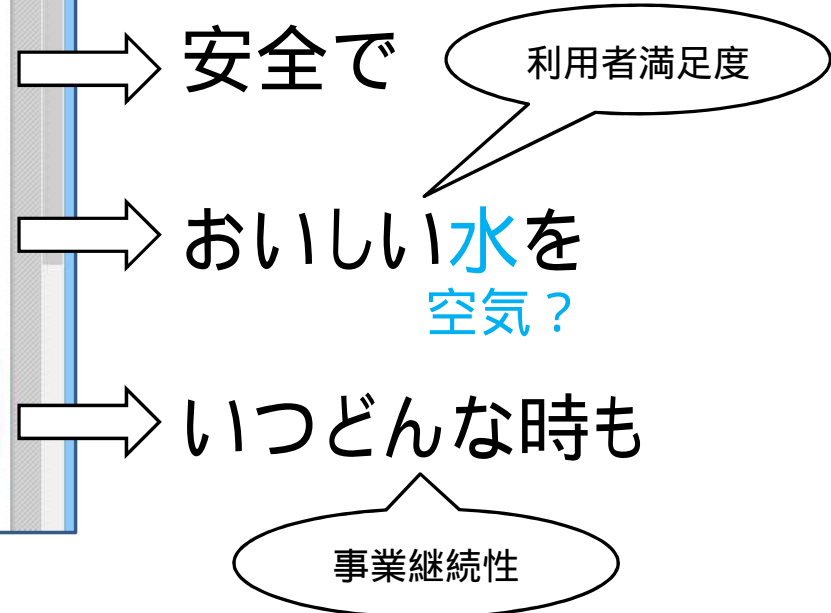 安全で
利用者満足度
おいしい水を
空気？
いつどんな時も
事業継続性